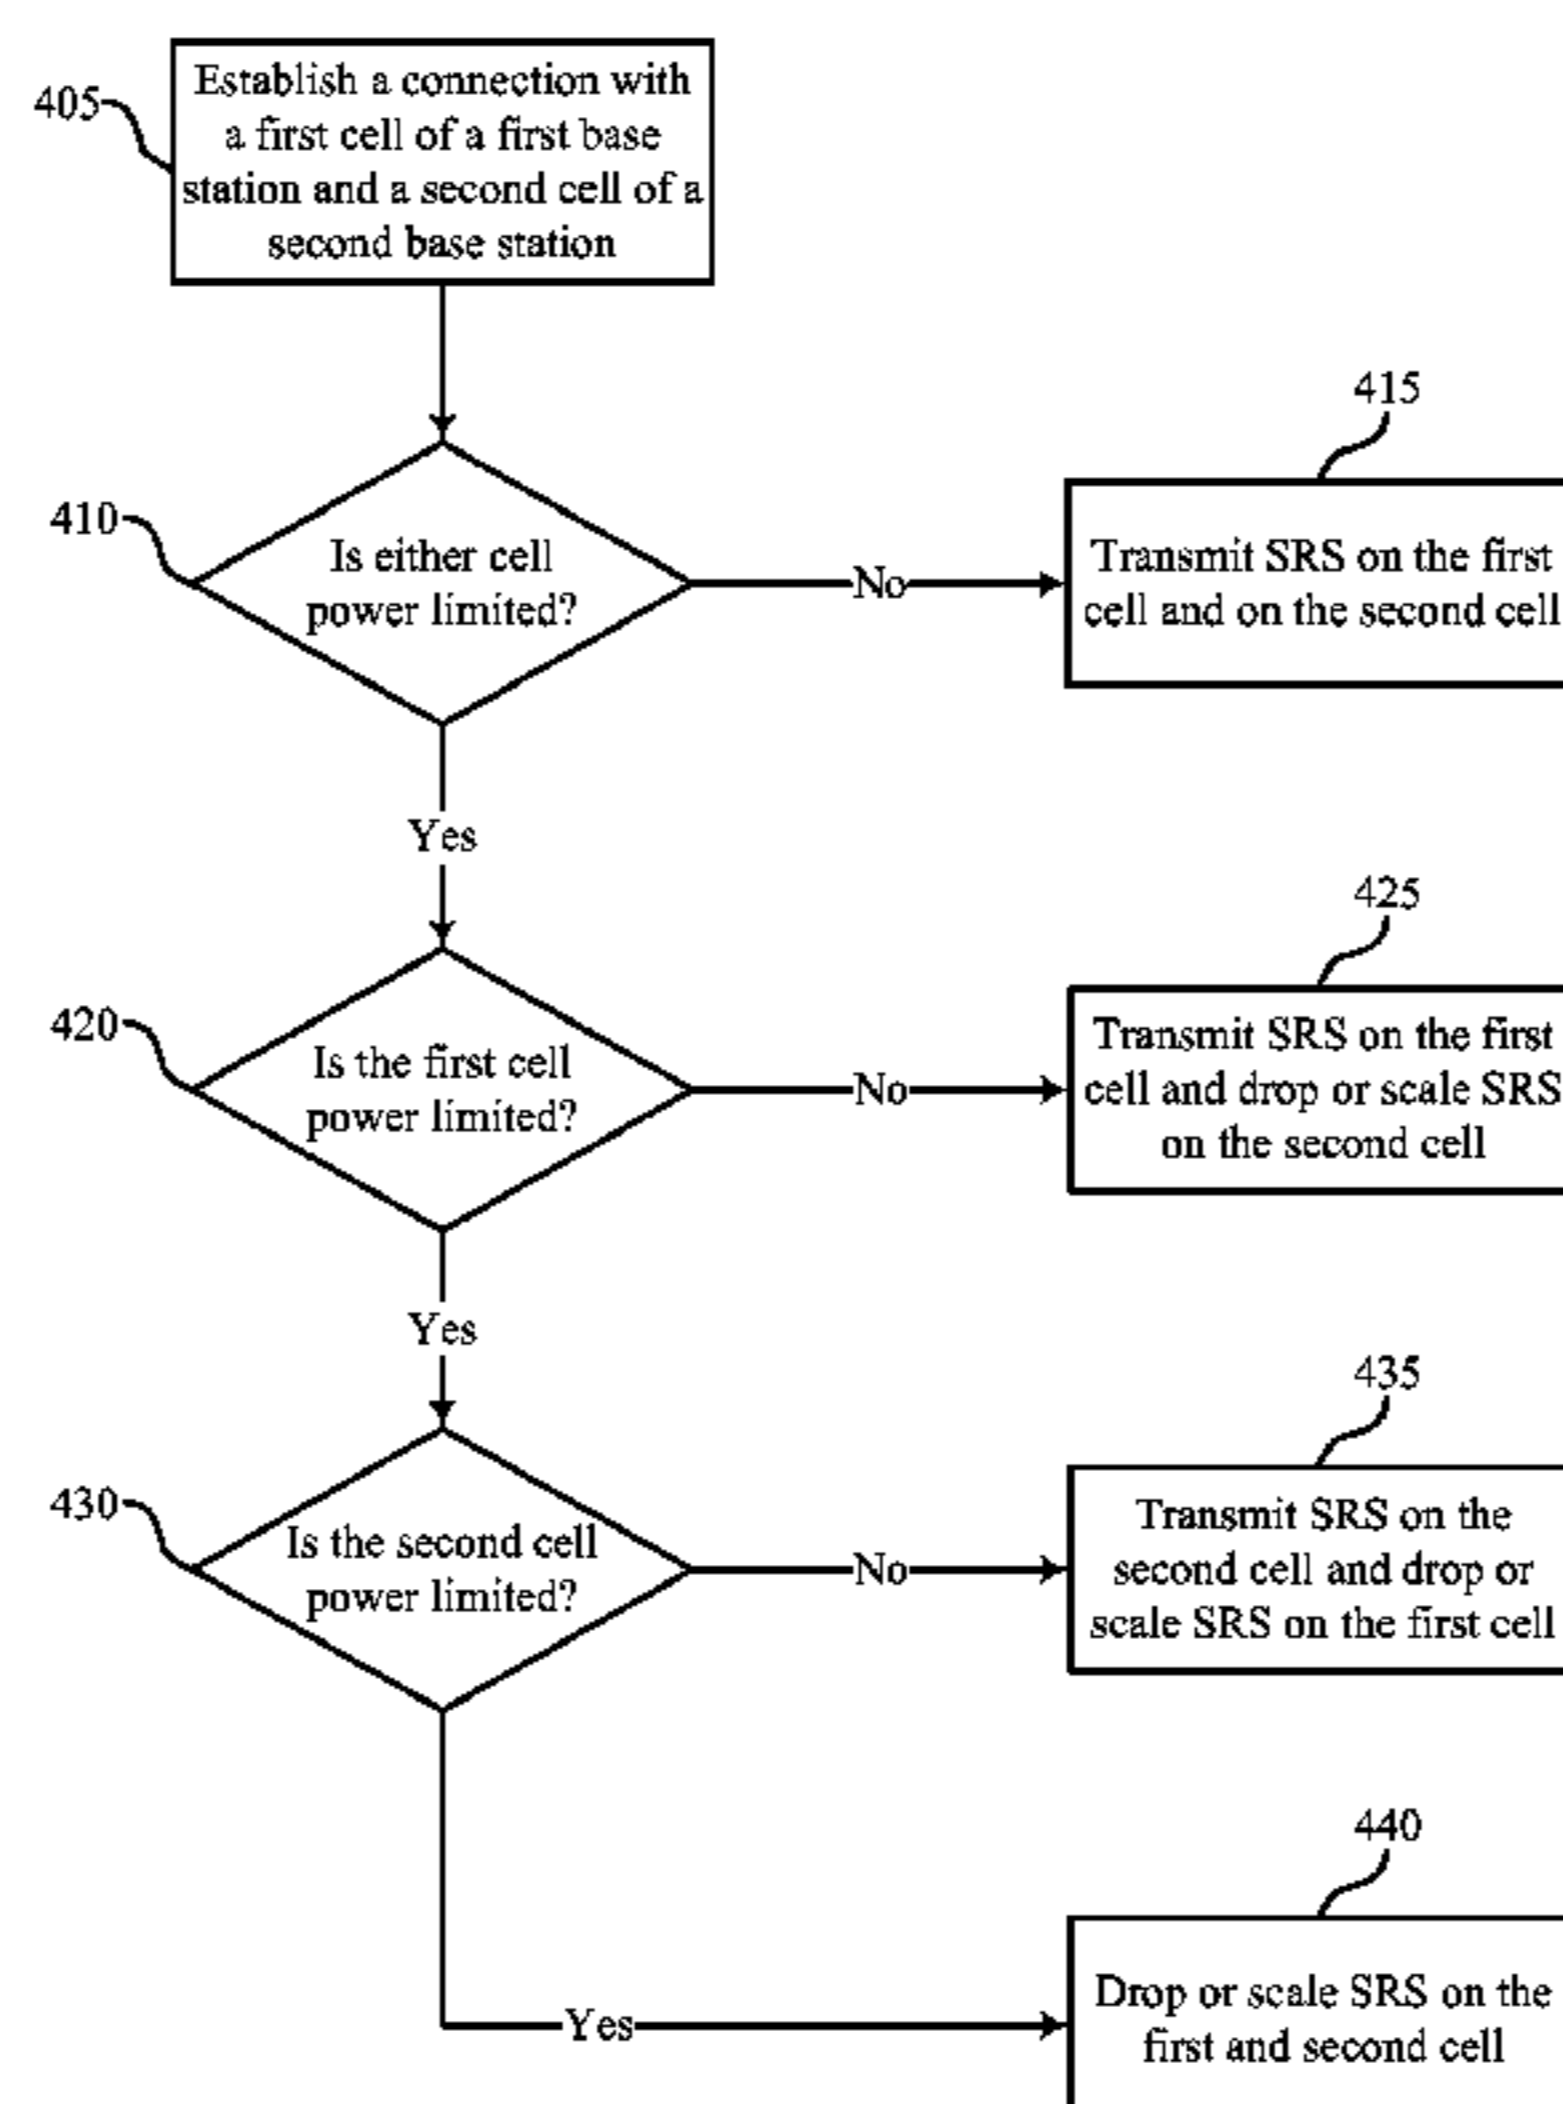 405
Establish a connection with
a first cell of a first base
station and a second cell of a
second base station
410
Is either cell
power limited?
No
415
Transmit SRS on the first
cell and on the second cell
Yes
420
Is the first cell
power limited?
No
425
Transmit SRS on the first
cell and drop or scale SRS
on the second cell
Yes
430
Is the second cell
power limited?
No
435
Transmit SRS on the
second cell and drop or
scale SRS on the first cell
Yes
440
Drop or scale SRS on the
first and second cell